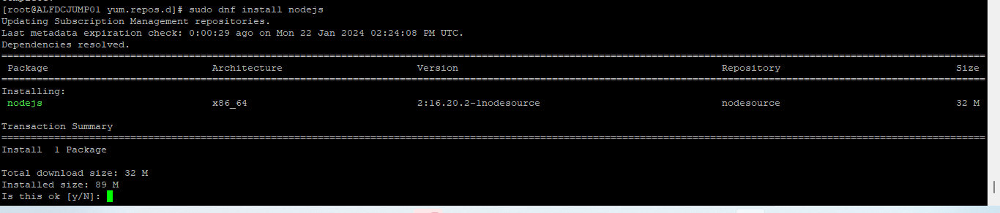 [root@ALFDCJUMP01 yum.repos.d]# sudo dnf install nodejs
Updating Subscription Management repositories.
Last metadata expiration check: 0:00:29 ago on Mon 22 Jan 2024 02:24:08 PM UTC.
Dependencies resolved.
Package Architecture Version Repository Size
Installing:
nodejs x86_64 2:16.20.2-1nodesource nodesource 32 M
Transaction Summary
Install 1 Package
Total download size: 32 M
Installed size: 89 M
Is this ok [y/N]: